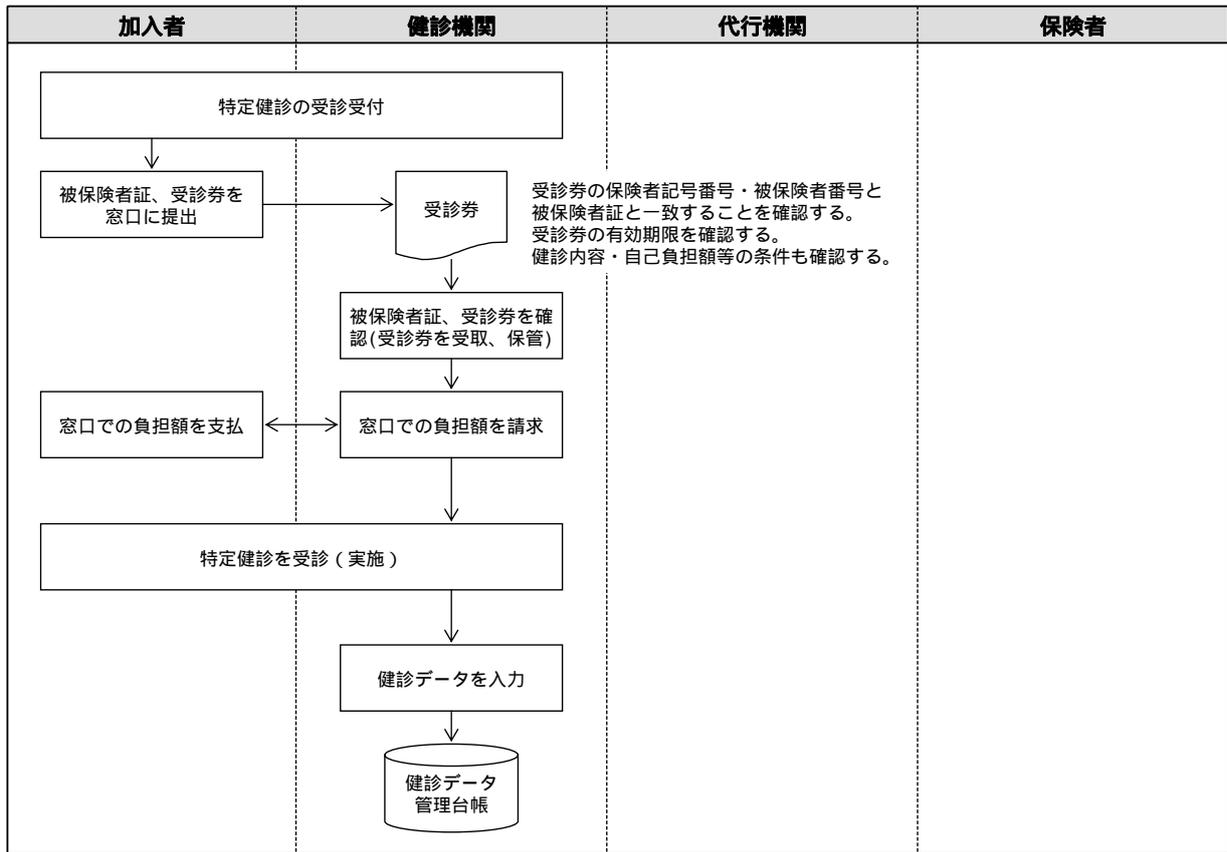 加入者
健診機関
代行機関
保険者
特定健診の受診受付
被保険者証、受診券を
窓口に提出
受診券
受診券の保険者記号番号・被保険者番号と
被保険者証と一致することを確認する。
受診券の有効期限を確認する。
健診内容・自己負担額等の条件も確認する。
被保険者証、受診券を確
認(受診券を受取、保管)
窓口での負担額を支払
窓口での負担額を請求
特定健診を受診(実施)
健診データを入力
健診データ
管理台帳